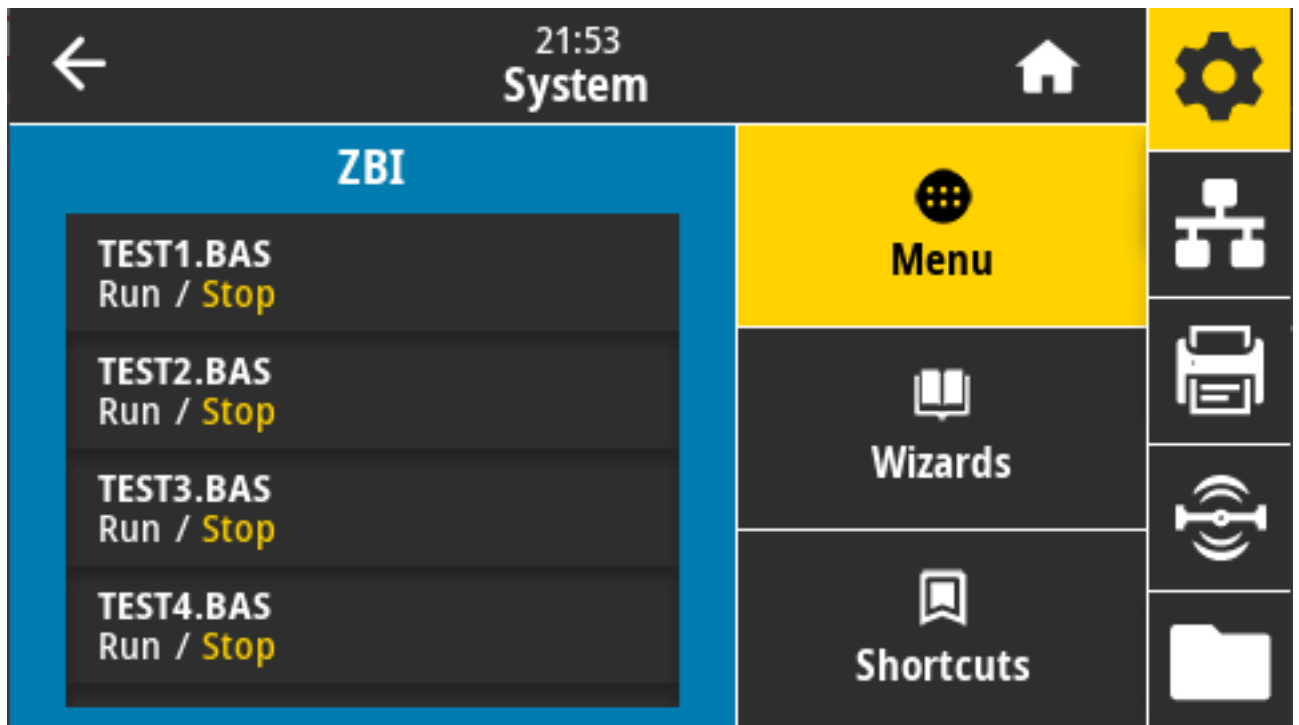 21:53
System
ZBI
TEST1.BAS
Run / Stop
TEST2.BAS
Run / Stop
TEST3.BAS
Run / Stop
TEST4.BAS
Run / Stop
Menu
Wizards
Shortcuts